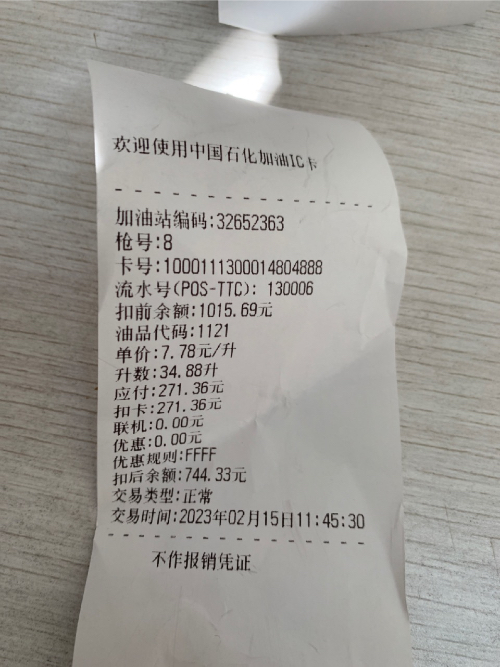 欢迎使用中国石化加油IC卡
加油站编码:32652363
枪号:8
卡号:1000111300014804888
流水号(POS-TTC): 130006
扣前余额:1015.69元
油品代码:1121
单价:7.78元/升
升数:34.88升
应付:271.36元
扣卡:271.36元
联机:0.00元
优惠:0.00元
优惠规则:FFFF
扣后余额:744.33元
交易类型:正常
交易时间:2023年02月15日11:45:30
不作报销凭证